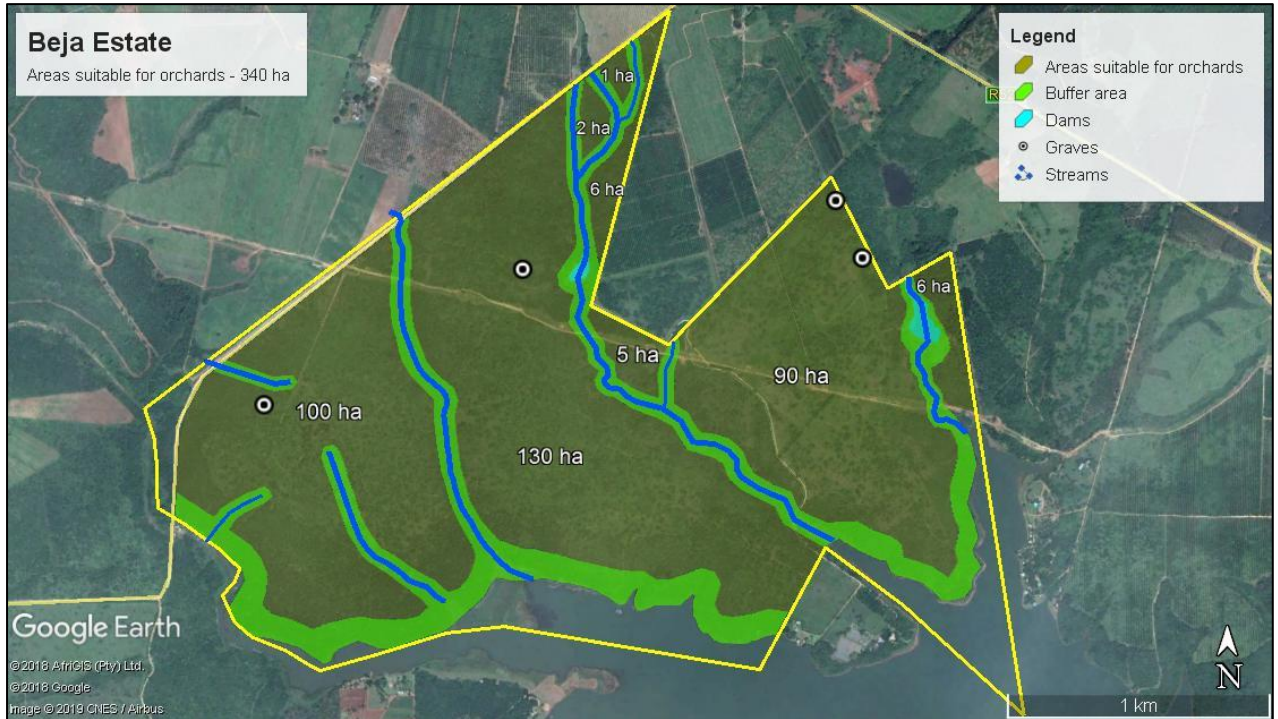 Beja Estate
Areas suitable for orchards - 340 ha
Legend
Areas suitable for orchards
Buffer area
Dams
Graves
Streams
1 ha
2 ha
6 ha
6 ha
5 ha
90 ha
100 ha
130 ha
Google Earth
©2018 AfriGIS (Pty) Ltd.
©2018 Google
Image © 2019 CNES / Airbus
N
1 km